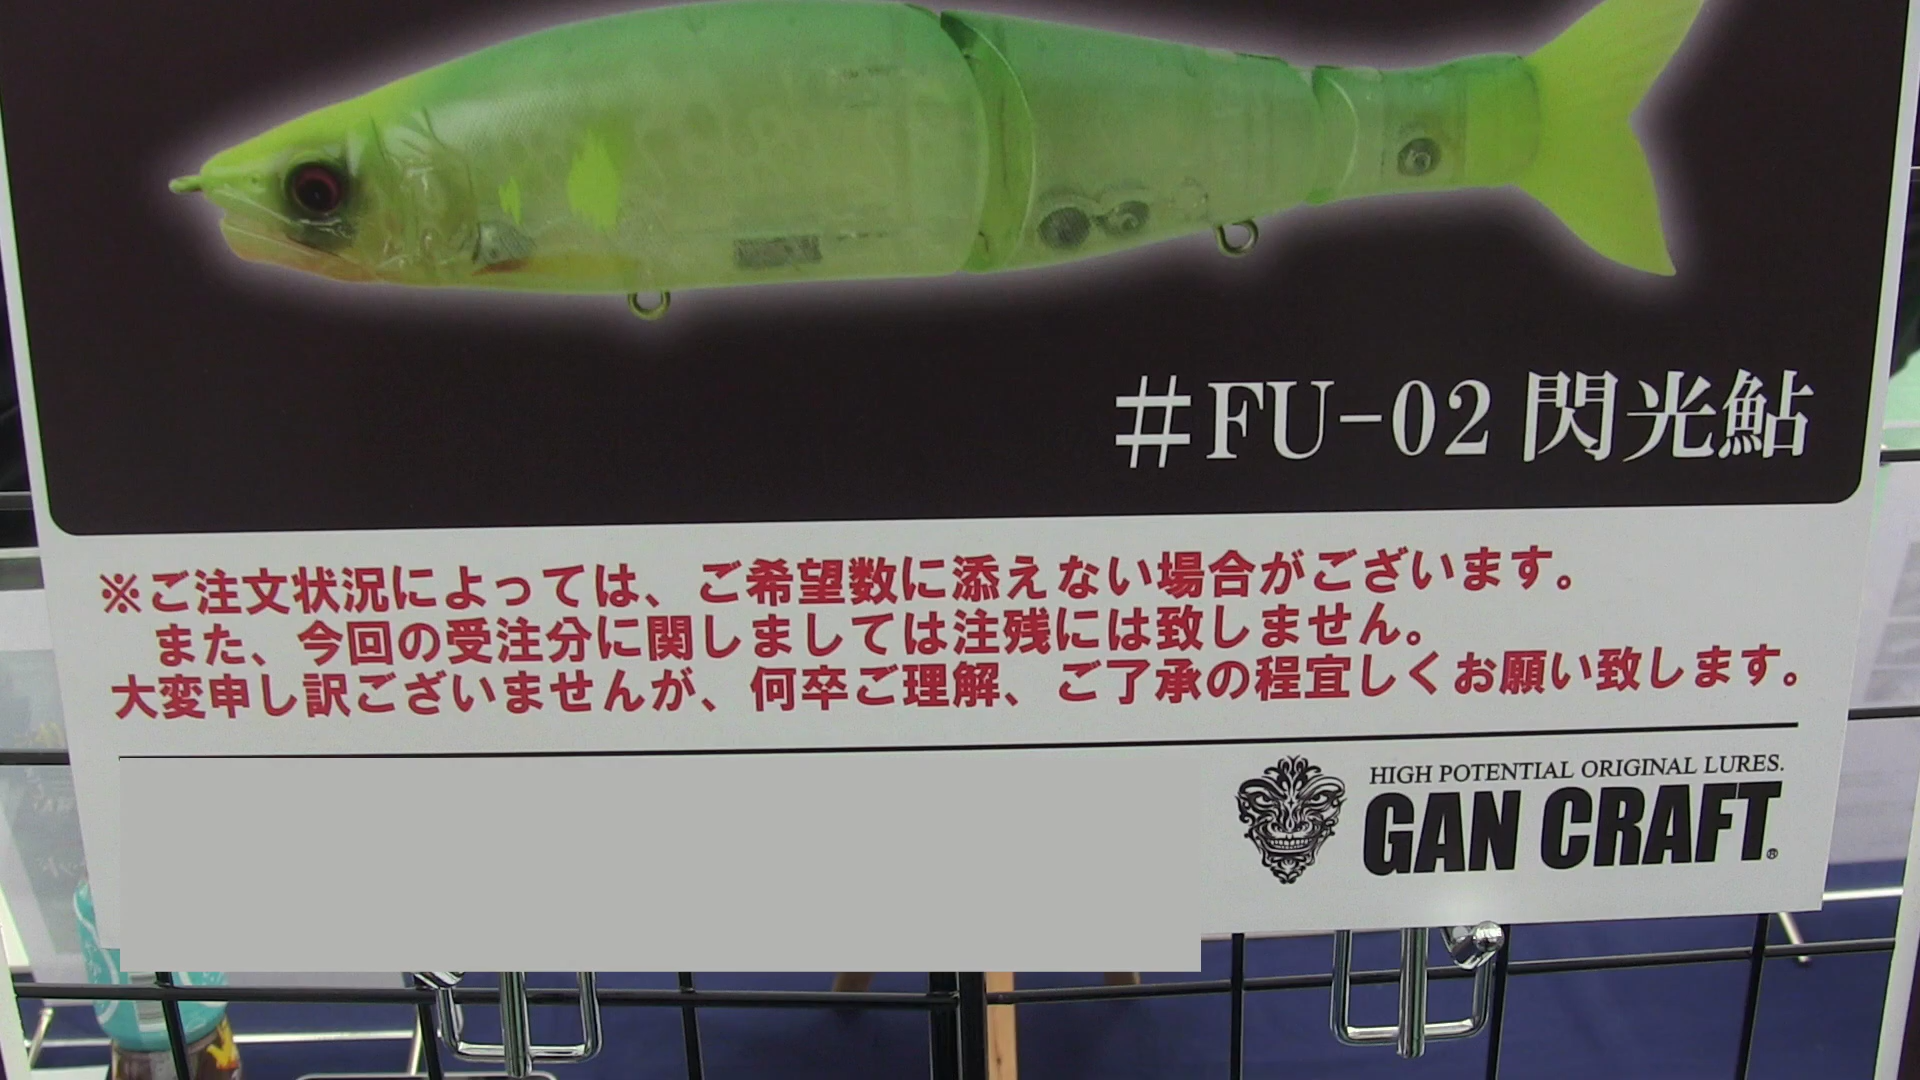 #FU-02 閃光鮎
※ご注文状況によっては、ご希望数に添えない場合がございます。
また、今回の受注分に関しましては注残には致しません。
大変申し訳ございませんが、何卒ご理解、ご了承の程宜しくお願い致します。
HIGH POTENTIAL ORIGINAL LURES.
GAN CRAFT®